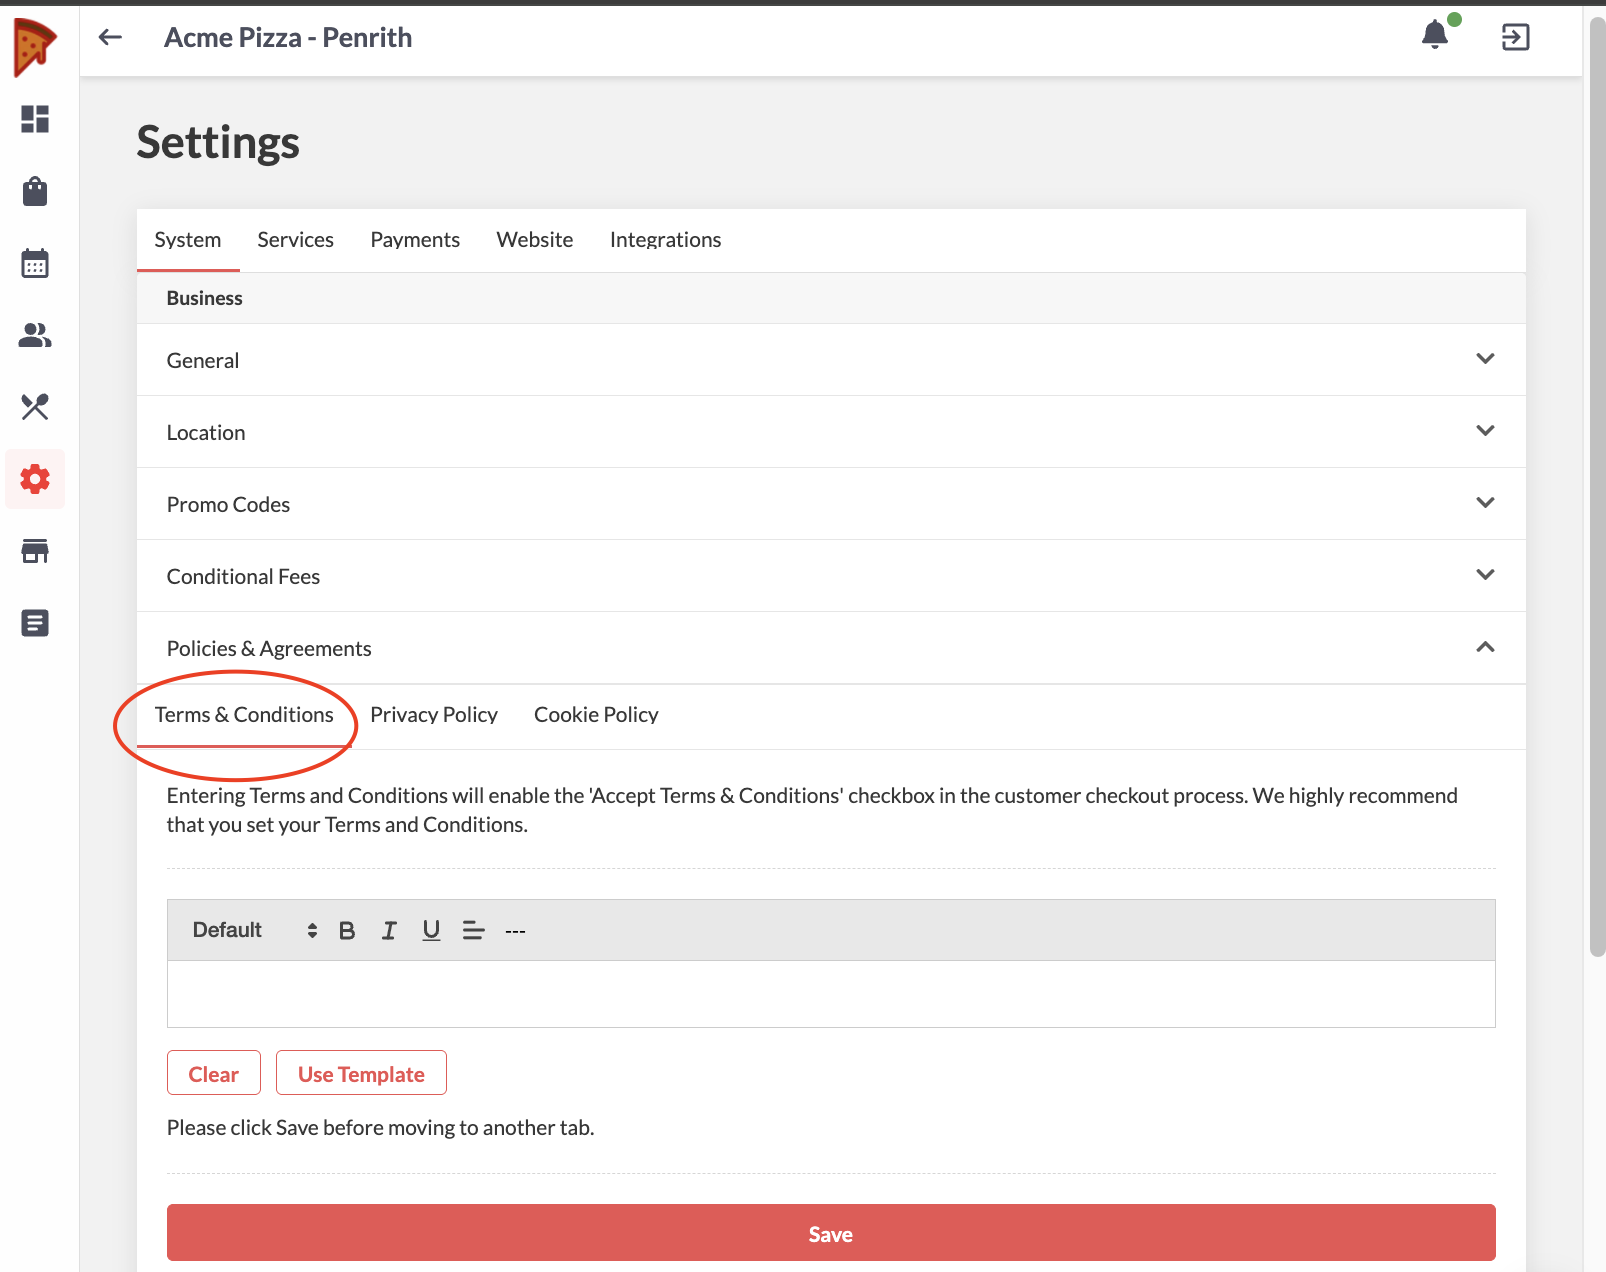 Acme Pizza - Penrith
Settings
System Services Payments Website Integrations
Business
General
Location
Promo Codes
Conditional Fees
Policies & Agreements
Terms & Conditions Privacy Policy Cookie Policy
Entering Terms and Conditions will enable the 'Accept Terms & Conditions' checkbox in the customer checkout process. We highly recommend
that you set your Terms and Conditions.
Default B I U ---
Clear Use Template
Please click Save before moving to another tab.
Save